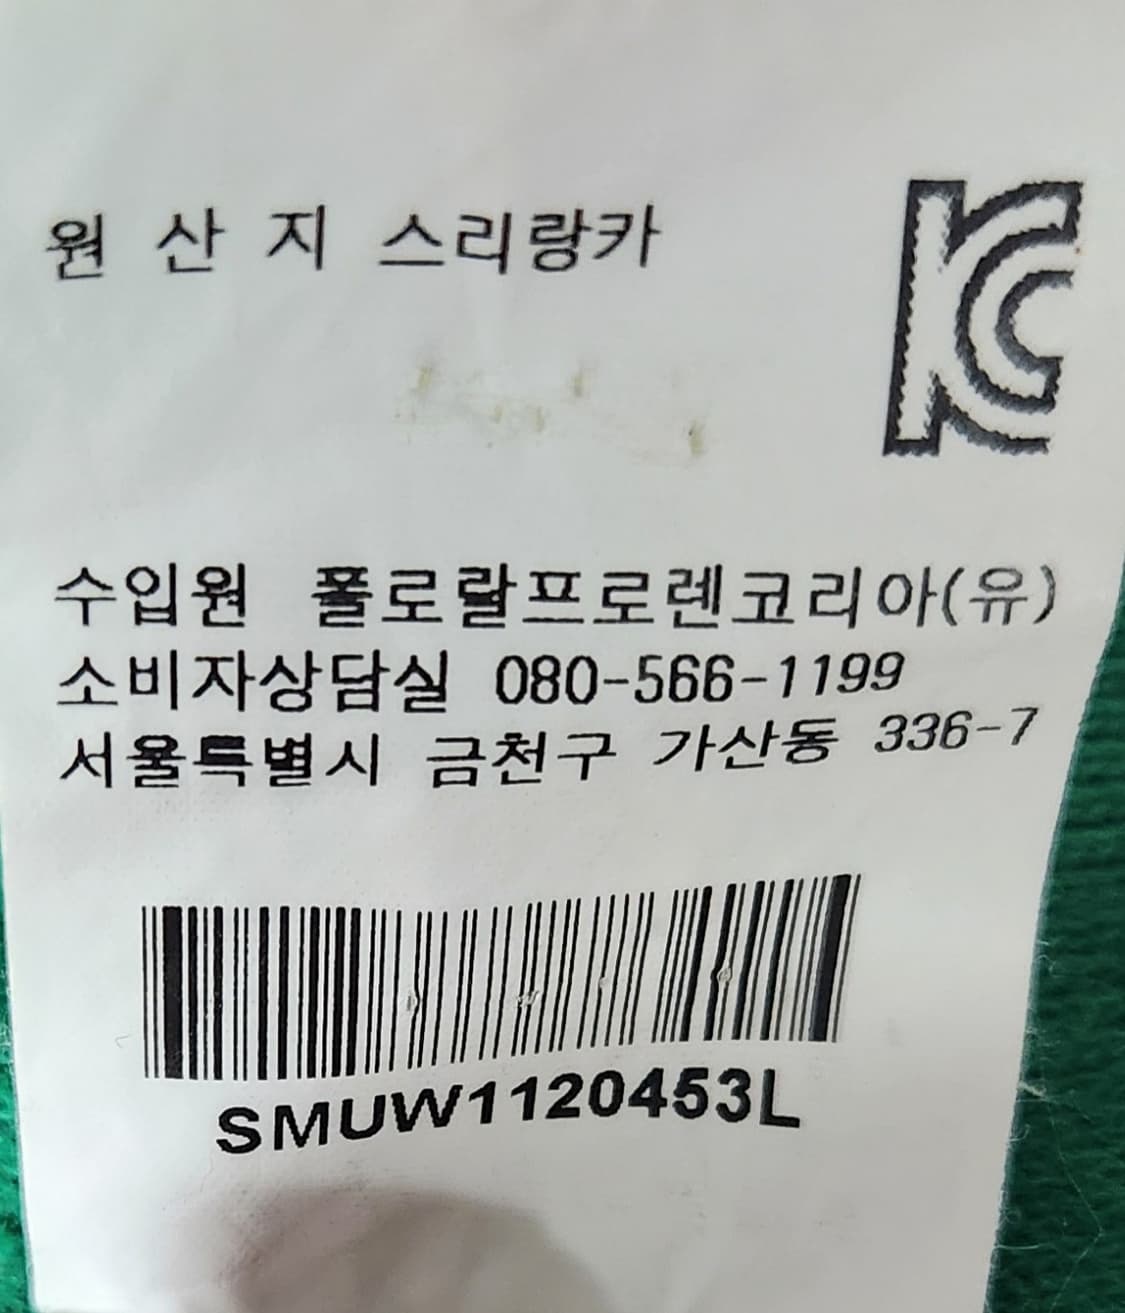 원 산 지 스리랑카
KC
수입원 폴로랄프로렌코리아(유)
소비자상담실 080-566-1199
서울특별시 금천구 가산동 336-7
SMUW1120453L